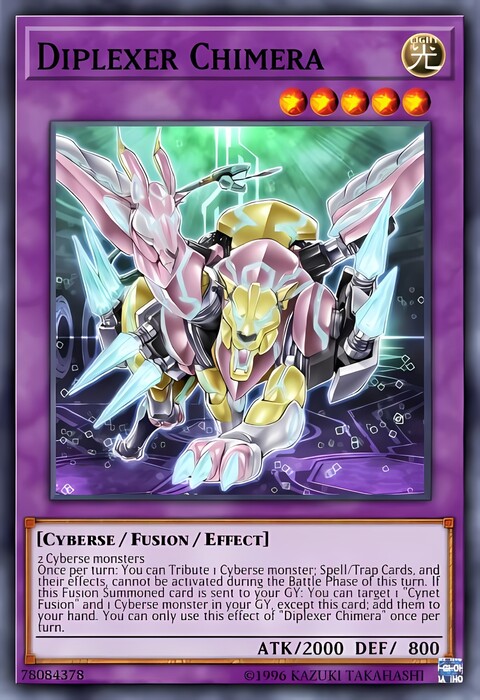 DIPLEXER CHIMERA
光
[CYBERSE / FUSION / EFFECT]
2 Cyberse monsters
Once per turn: You can Tribute 1 Cyberse monster; Spell/Trap Cards, and
their effects, cannot be activated during the Battle Phase of this turn. If
this Fusion Summoned card is sent to your GY: You can target 1 "Cynet
Fusion" and 1 Cyberse monster in your GY, except this card; add them to
your hand. You can only use this effect of "Diplexer Chimera" once per
turn.
ATK/2000 DEF/ 800
78084378
©1996 KAZUKI TAKAHASHI